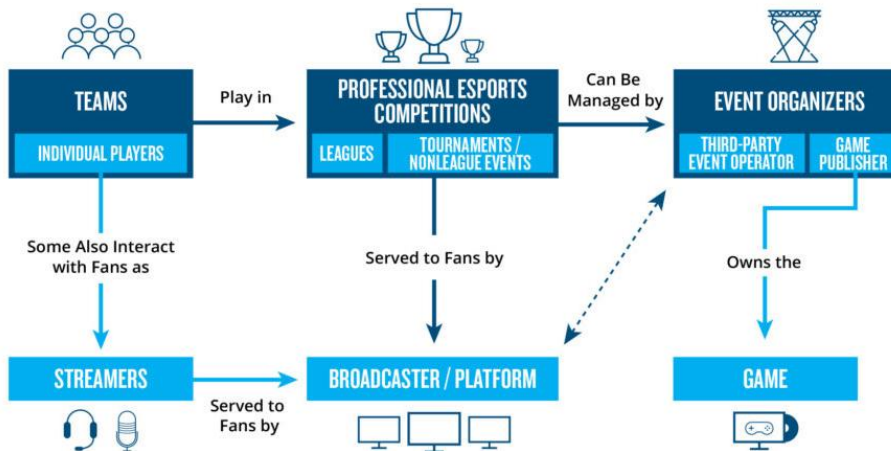 TEAMS
INDIVIDUAL PLAYERS
Play in
PROFESSIONAL ESPORTS
COMPETITIONS
LEAGUES
TOURNAMENTS /
NONLEAGUE EVENTS
Can Be
Managed by
EVENT ORGANIZERS
THIRD-PARTY
EVENT OPERATOR
GAME
PUBLISHER
Some Also Interact
with Fans as
Served to Fans by
Owns the
STREAMERS
Served to
Fans by
BROADCASTER / PLATFORM
GAME